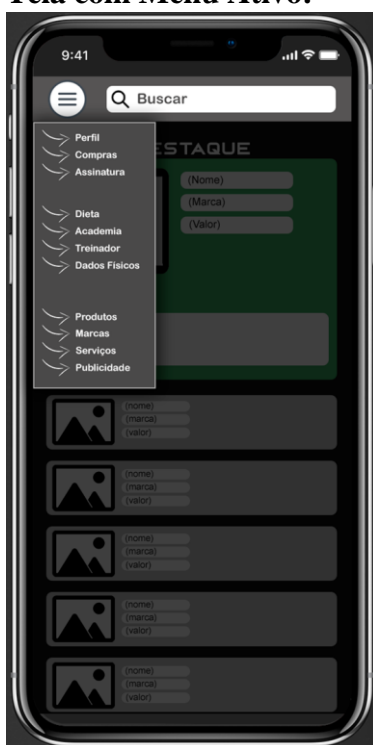 Tela com Menu Ativo:
9:41
Buscar
ESTAQUE
Perfil
Compras
Assinatura
Dieta
Academia
Treinador
Dados Fisicos
Produtos
Marcas
Serviços
Publicidade
(Nome)
(Marca)
(Valor)
(nome)
(marca)
(valor)
(nome)
(marca)
(valor)
(nome)
(marca)
(valor)
(nome)
(marca)
(valor)
(nome)
(marca)
(valor)